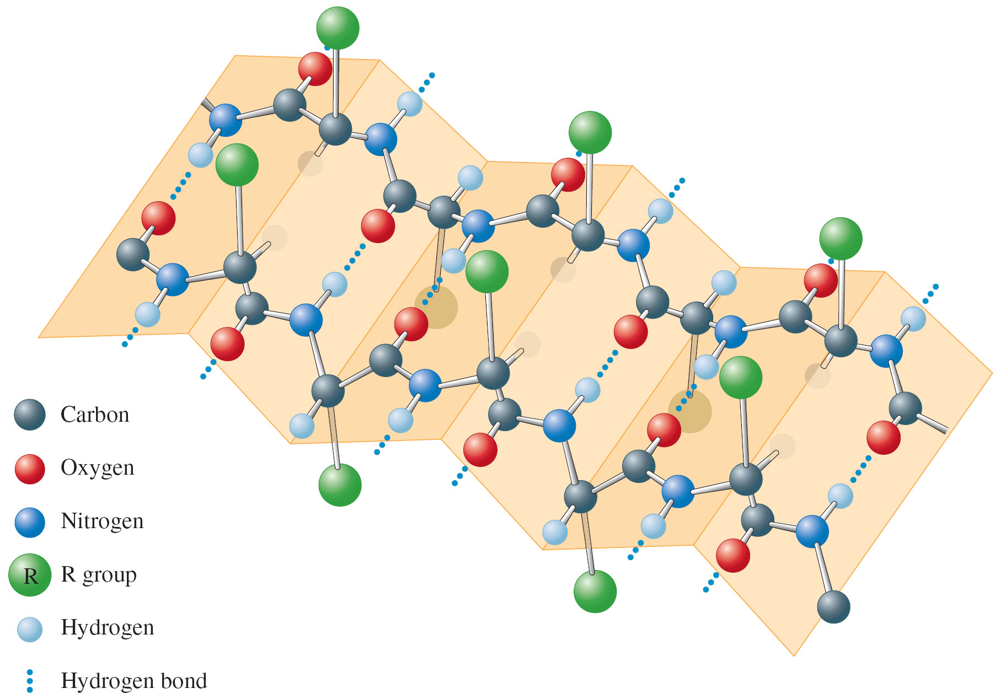 Carbon
Oxygen
Nitrogen
R R group
Hydrogen
Hydrogen bond